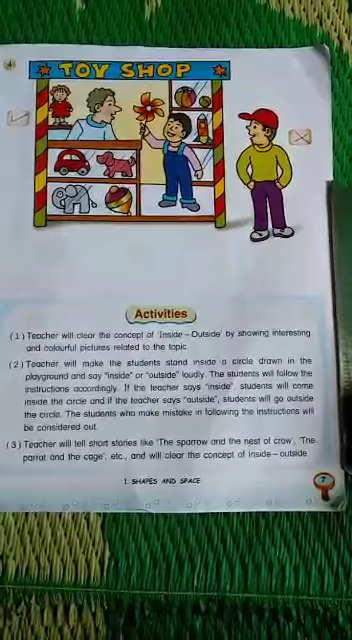 4
TOY SHOP
Activities
(1) Teacher will clear the concept of 'Inside - Outside' by showing interesting
and colourful pictures related to the topic.
(2) Teacher will make the students stand inside a circle drawn in the
playground and say "inside" or "outside" loudly. The students will follow the
instructions accordingly. If the teacher says "inside", students will come
inside the circle and if the teacher says "outside", students will go outside
the circle. The students who make mistake in following the instructions will
be considered out.
(3) Teacher will tell short stories like 'The sparrow and the nest of crow', 'The
parrot and the cage', etc., and will clear the concept of inside – outside.
1. SHAPES AND SPACE
7